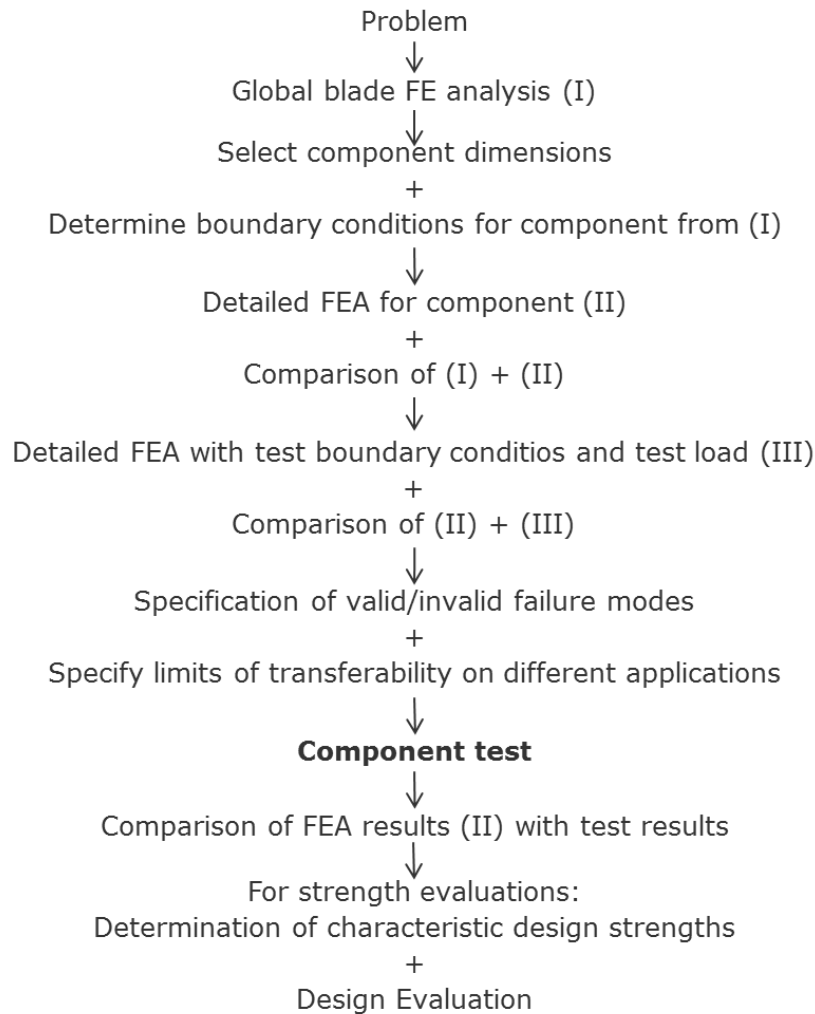 Problem
Global blade FE analysis (I)
Select component dimensions
+
Determine boundary conditions for component from (I)
Detailed FEA for component (II)
+
Comparison of (I) + (II)
Detailed FEA with test boundary conditios and test load (III)
+
Comparison of (II) + (III)
Specification of valid/invalid failure modes
+
Specify limits of transferability on different applications
Component test
Comparison of FEA results (II) with test results
For strength evaluations:
Determination of characteristic design strengths
+
Design Evaluation